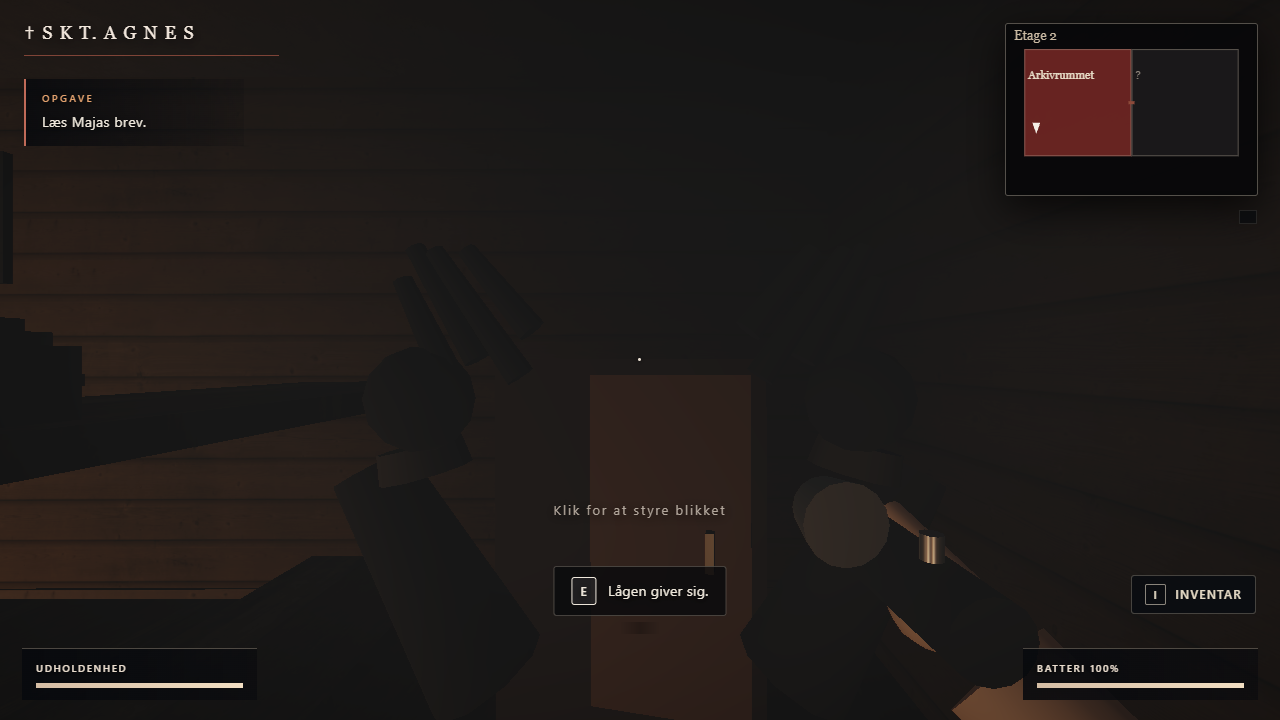 † SKT. AGNES
OPGAVE
Læs Majas brev.
Etage 2
Arkivrummet
?
Klik for at styre blikket
E Lågen giver sig.
I INVENTAR
UDHOLDENHED
BATTERI 100%